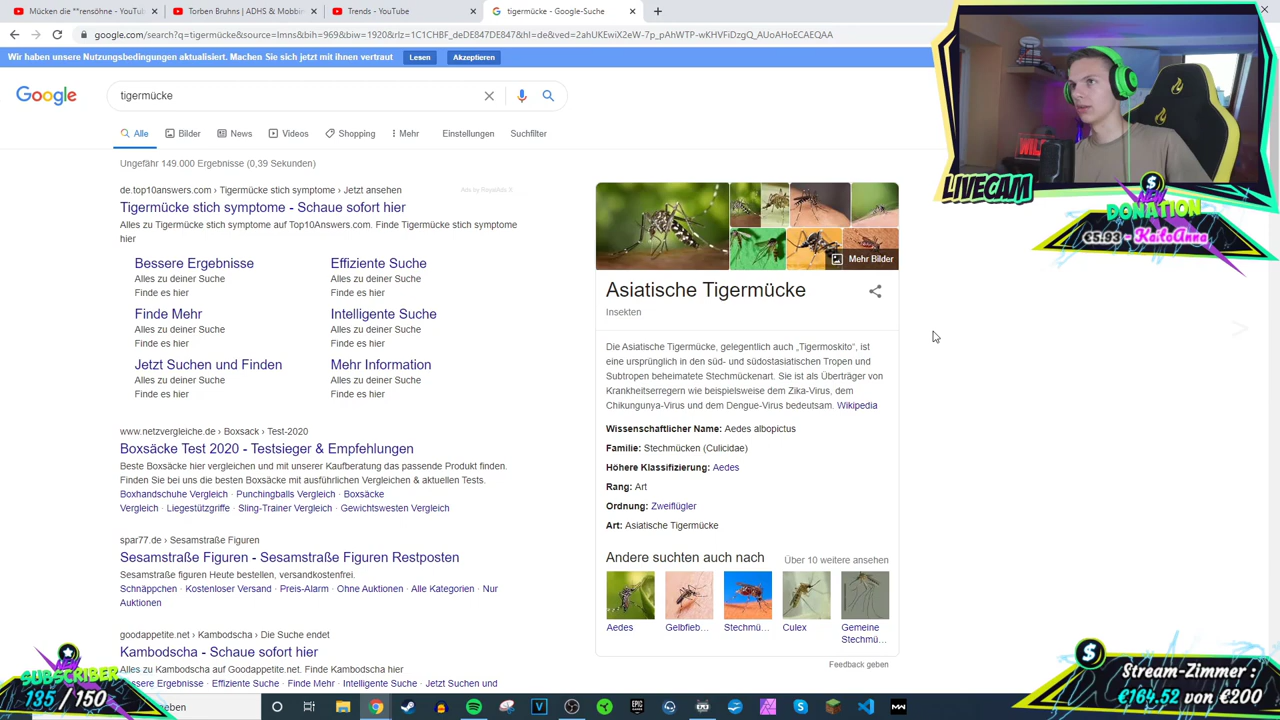 Mücken die **rensöhne - YouTu
Torben Bruhns | ADHS & Mobbin
Trends - YouTube
tigermücke - Google-Suche
google.com/search?q=tigermücke&source=lmns&bih=969&biw=1920&rlz=1C1CHBF_deDE847DE847&hl=de&ved=2ahUKEwiX2eW-7p_pAhWTP-wKHVFiDzgQ_AUoAHoECAEQAA
Wir haben unsere Nutzungsbedingungen aktualisiert. Machen Sie sich jetzt mit ihnen vertraut
Lesen
Akzeptieren
Google
tigermücke
Alle
Bilder
News
Videos
Shopping
Mehr
Einstellungen
Suchfilter
Ungefähr 149.000 Ergebnisse (0,39 Sekunden)
de.top10answers.com › Tigermücke stich symptome › Jetzt ansehen
Tigermücke stich symptome - Schaue sofort hier
Alles zu Tigermücke stich symptome auf Top10Answers.com. Finde Tigermücke stich symptome
hier
Bessere Ergebnisse
Alles zu deiner Suche
Finde es hier
Effiziente Suche
Alles zu deiner Suche
Finde es hier
Finde Mehr
Alles zu deiner Suche
Finde es hier
Intelligente Suche
Alles zu deiner Suche
Finde es hier
Jetzt Suchen und Finden
Alles zu deiner Suche
Finde es hier
Mehr Information
Alles zu deiner Suche
Finde es hier
www.netzvergleiche.de › Boxsack › Test-2020
Boxsäcke Test 2020 - Testsieger & Empfehlungen
Beste Boxsäcke hier vergleichen und mit unserer Kaufberatung das passende Produkt finden.
Finden Sie bei uns die besten Boxsäcke mit ausführlichen Vergleichen & aktuellen Tests.
Boxhandschuhe Vergleich · Punchingballs Vergleich · Boxsäcke
Vergleich · Liegestützgriffe · Sling-Trainer Vergleich · Gewichtswesten Vergleich
spar77.de › Sesamstraße Figuren
Sesamstraße Figuren - Sesamstraße Figuren Restposten
Sesamstraße figuren Heute bestellen, versandkostenfrei.
Schnäppchen · Kostenloser Versand · Preis-Alarm · Ohne Auktionen · Alle Kategorien · Nur
Auktionen
goodappetite.net › Kambodscha › Die Suche endet
Kambodscha - Schaue sofort hier
Alles zu Kambodscha auf Goodappetite.net. Finde Kambodscha hier
Bessere Ergebnisse · Effiziente Suche · Finde Mehr · Intelligente Suche · Jetzt Suchen und
Mehr Bilder
Asiatische Tigermücke
Insekten
Die Asiatische Tigermücke, gelegentlich auch „Tigermoskito“, ist
eine ursprünglich in den süd- und südostasiatischen Tropen und
Subtropen beheimatete Stechmückenart. Sie ist als Überträger von
Krankheitserregern wie beispielsweise dem Zika-Virus, dem
Chikungunya-Virus und dem Dengue-Virus bedeutsam. Wikipedia
Wissenschaftlicher Name: Aedes albopictus
Familie: Stechmücken (Culicidae)
Höhere Klassifizierung: Aedes
Rang: Art
Ordnung: Zweiflügler
Art: Asiatische Tigermücke
Andere suchten auch nach
Über 10 weitere ansehen
Aedes
Gelbfieb...
Stechmü...
Culex
Gemeine
Stechmü...
Feedback geben
LIVECAM
NEW
DONATION
€5.93 - KaitoAnna
NEW
SUBSCRIBER
135 / 150
Stream-Zimmer :
€164.52 von €200